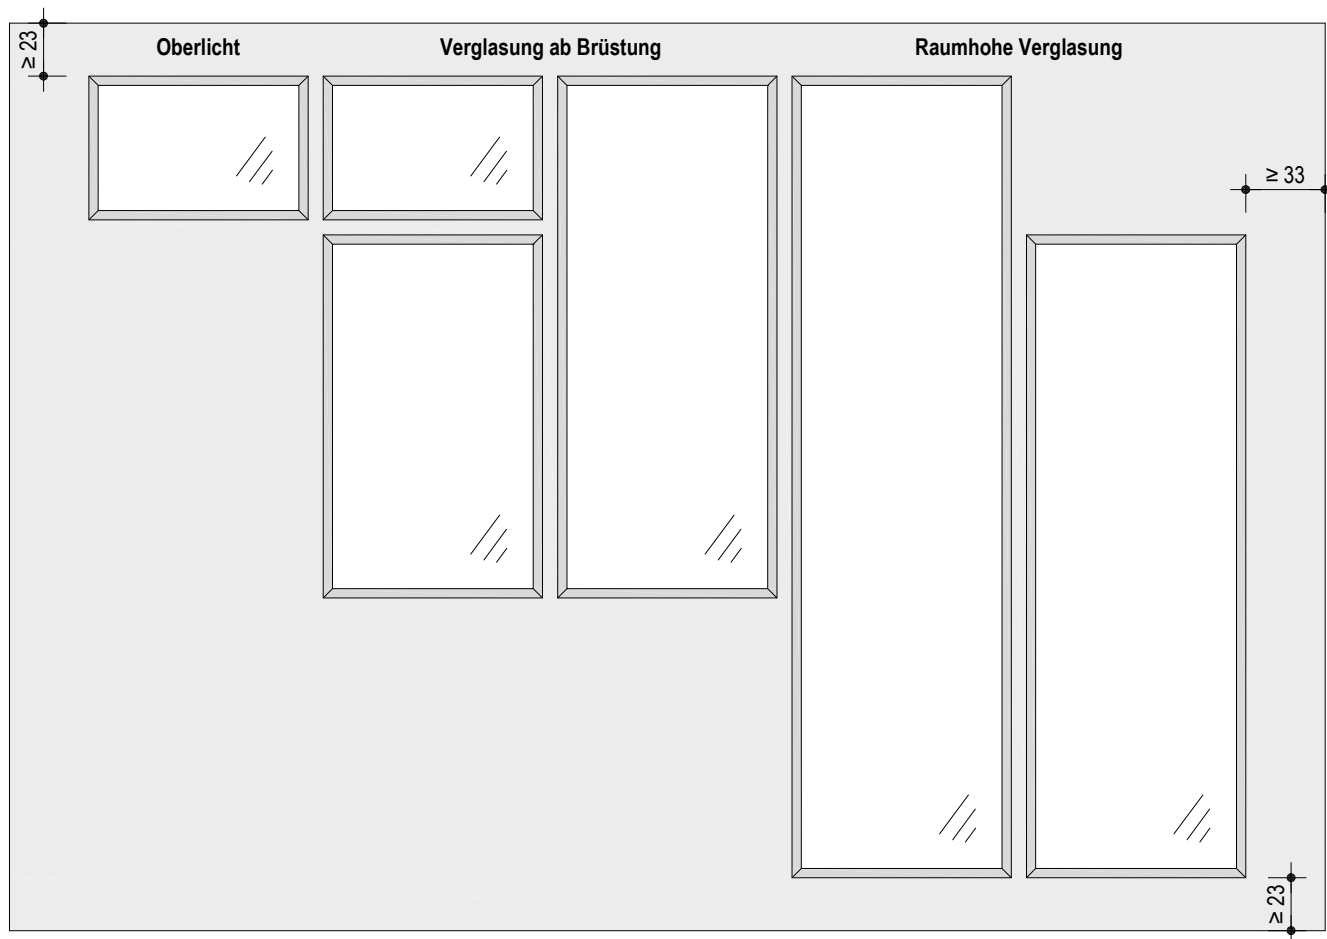 ≥ 23
Oberlicht
Verglasung ab Brüstung
Raumhohe Verglasung
≥ 33
≥ 23